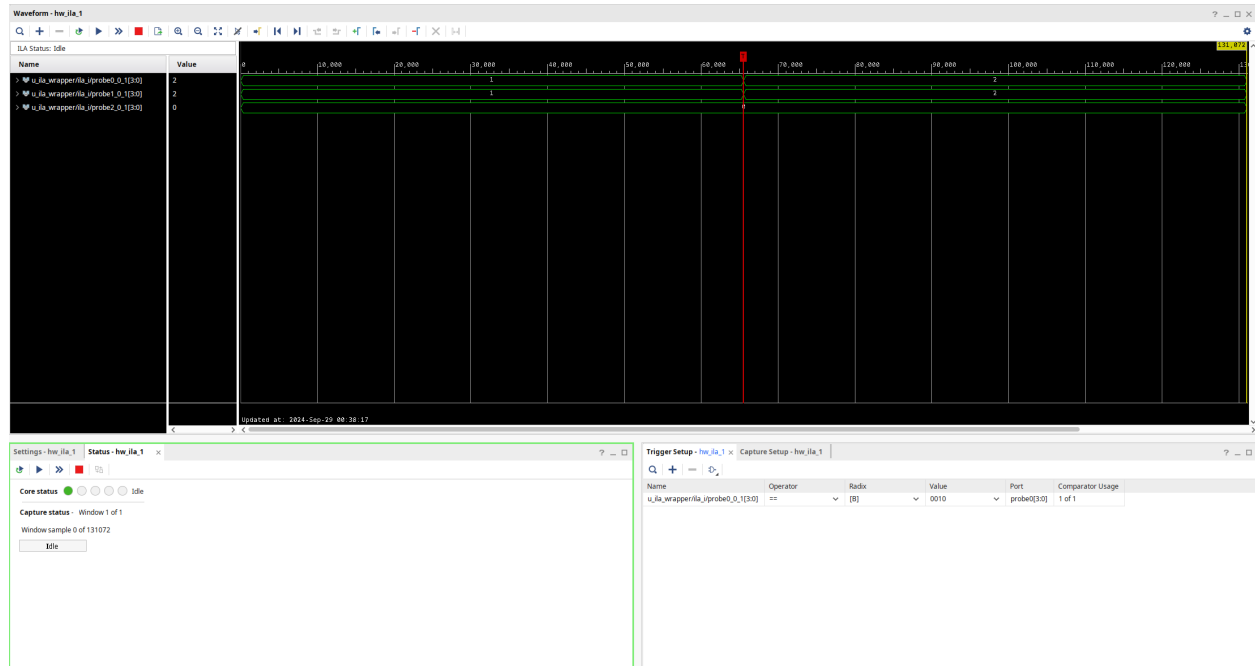 Waveform - hw_ila_1
ILA Status: Idle
131,072
Name Value
0 10,000 20,000 30,000 40,000 50,000 60,000 70,000 80,000 90,000 100,000 110,000 120,000 13
u_ila_wrapper/ila_i/probe0_0_1[3:0] 2 1 2
u_ila_wrapper/ila_i/probe1_0_1[3:0] 2 1 2
u_ila_wrapper/ila_i/probe2_0_1[3:0] 0 0
Updated at: 2024-Sep-29 00:38:17
Settings - hw_ila_1 Status - hw_ila_1
Core status Idle
Capture status - Window 1 of 1
Window sample 0 of 131072
Idle
Trigger Setup - hw_ila_1 Capture Setup - hw_ila_1
Name Operator Radix Value Port Comparator Usage
u_ila_wrapper/ila_i/probe0_0_1[3:0] == [B] 0010 probe0[3:0] 1 of 1